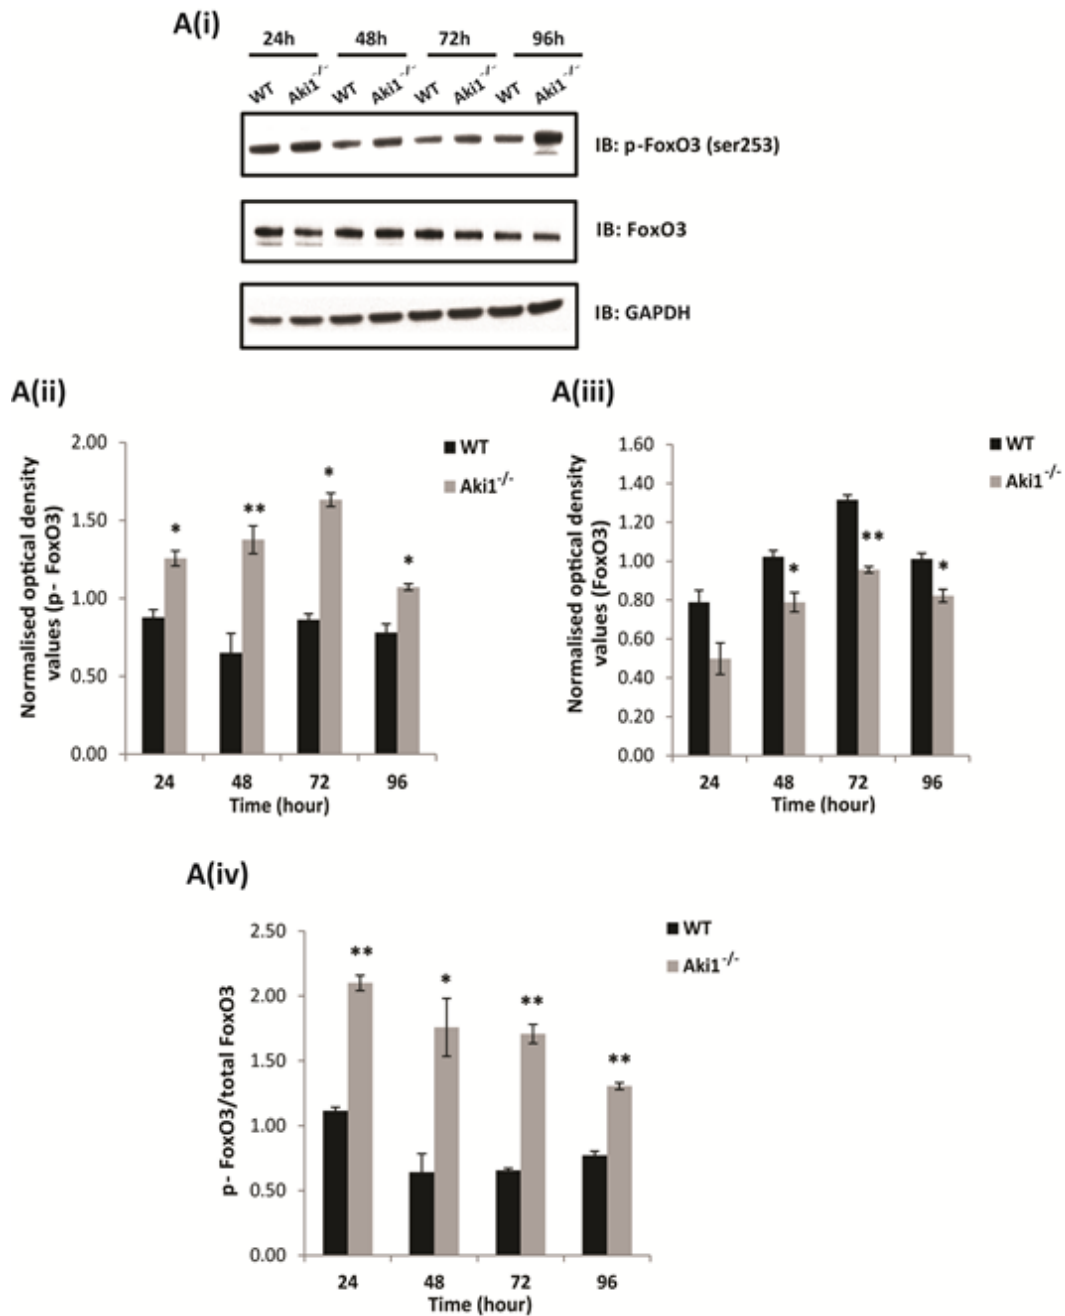 A(i)
24h 48h 72h 96h
WT Aki1-/- WT Aki1-/- WT Aki1-/- WT Aki1-/-
IB: p-FoxO3 (ser253)
IB: FoxO3
IB: GAPDH
A(ii)
Normalised optical density
values (p- FoxO3)
2.00
1.50
1.00
0.50
0.00
* ** * *
24 48 72 96
Time (hour)
WT
Aki1-/-
A(iii)
Normalised optical density
values (FoxO3)
1.60
1.40
1.20
1.00
0.80
0.60
0.40
0.20
0.00
* ** *
24 48 72 96
Time (hour)
WT
Aki1-/-
A(iv)
p- FoxO3/total FoxO3
2.50
2.00
1.50
1.00
0.50
0.00
** * ** **
24 48 72 96
Time (hour)
WT
Aki1-/-